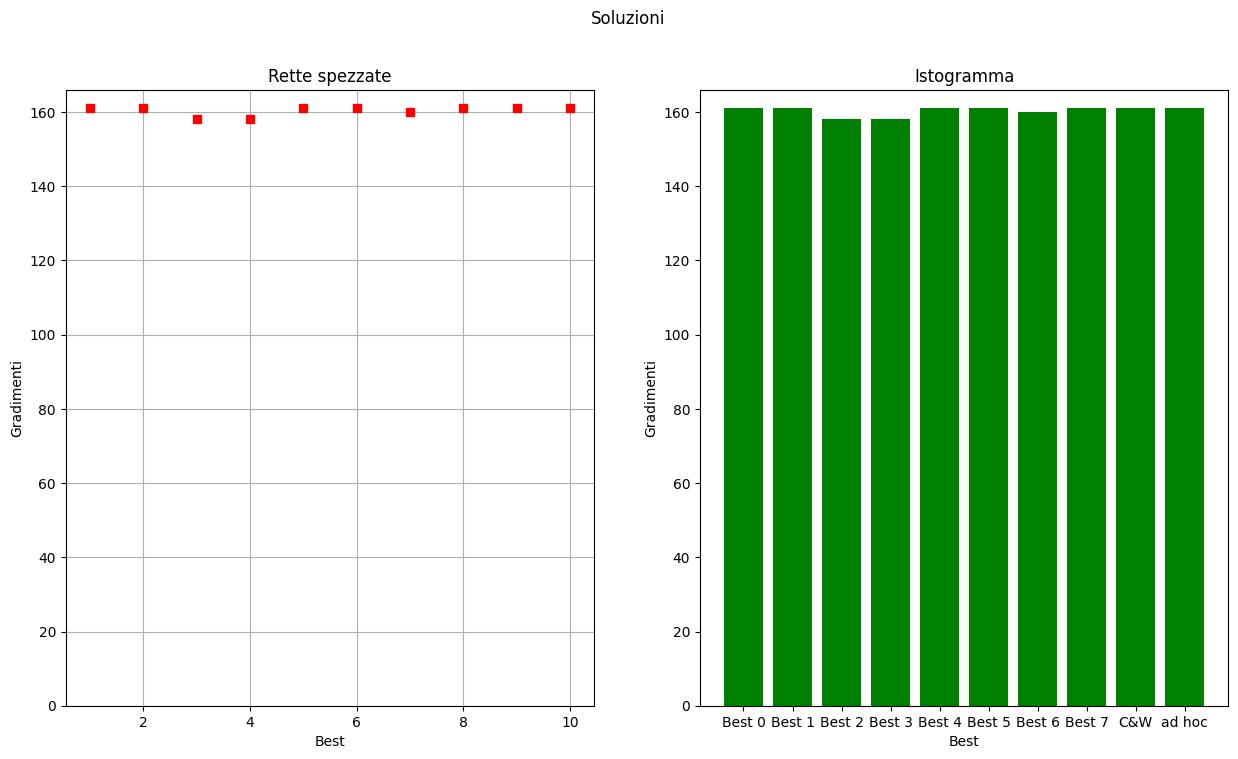 Soluzioni
Rette spezzate
160
140
120
100
80
60
40
20
0
Gradimenti
2 4 6 8 10
Best
Istogramma
160
140
120
100
80
60
40
20
0
Gradimenti
Best 0 Best 1 Best 2 Best 3 Best 4 Best 5 Best 6 Best 7 C&W ad hoc
Best